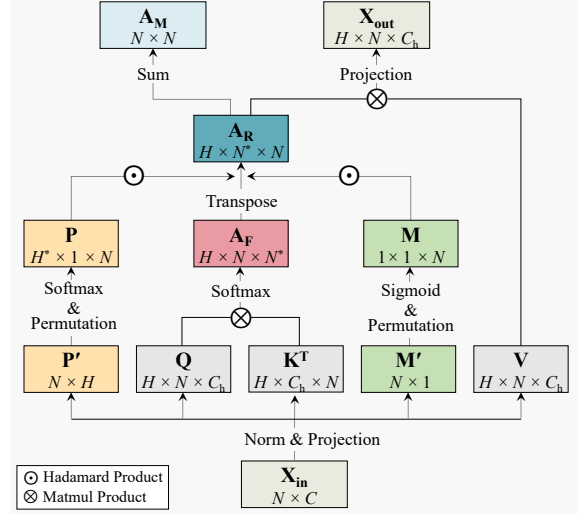 A_M
N × N
X_out
H × N × C_h
Sum
Projection
A_R
H × N* × N
Transpose
P
H* × 1 × N
A_F
H × N × N*
M
1 × 1 × N
Softmax
&
Permutation
Softmax
Sigmoid
&
Permutation
P′
N × H
Q
H × N × C_h
K^T
H × C_h × N
M′
N × 1
V
H × N × C_h
Norm & Projection
X_in
N × C
Hadamard Product
Matmul Product